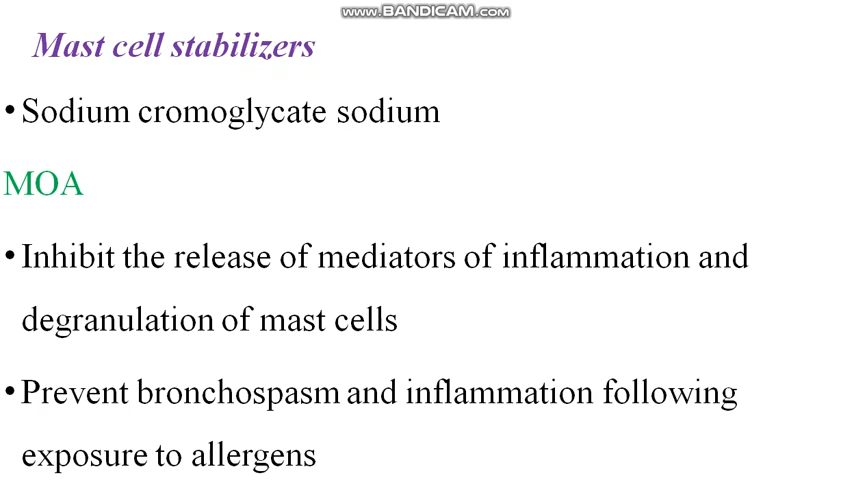 www.BANDICAM.com
Mast cell stabilizers
• Sodium cromoglycate sodium
MOA
• Inhibit the release of mediators of inflammation and
degranulation of mast cells
• Prevent bronchospasm and inflammation following
exposure to allergens